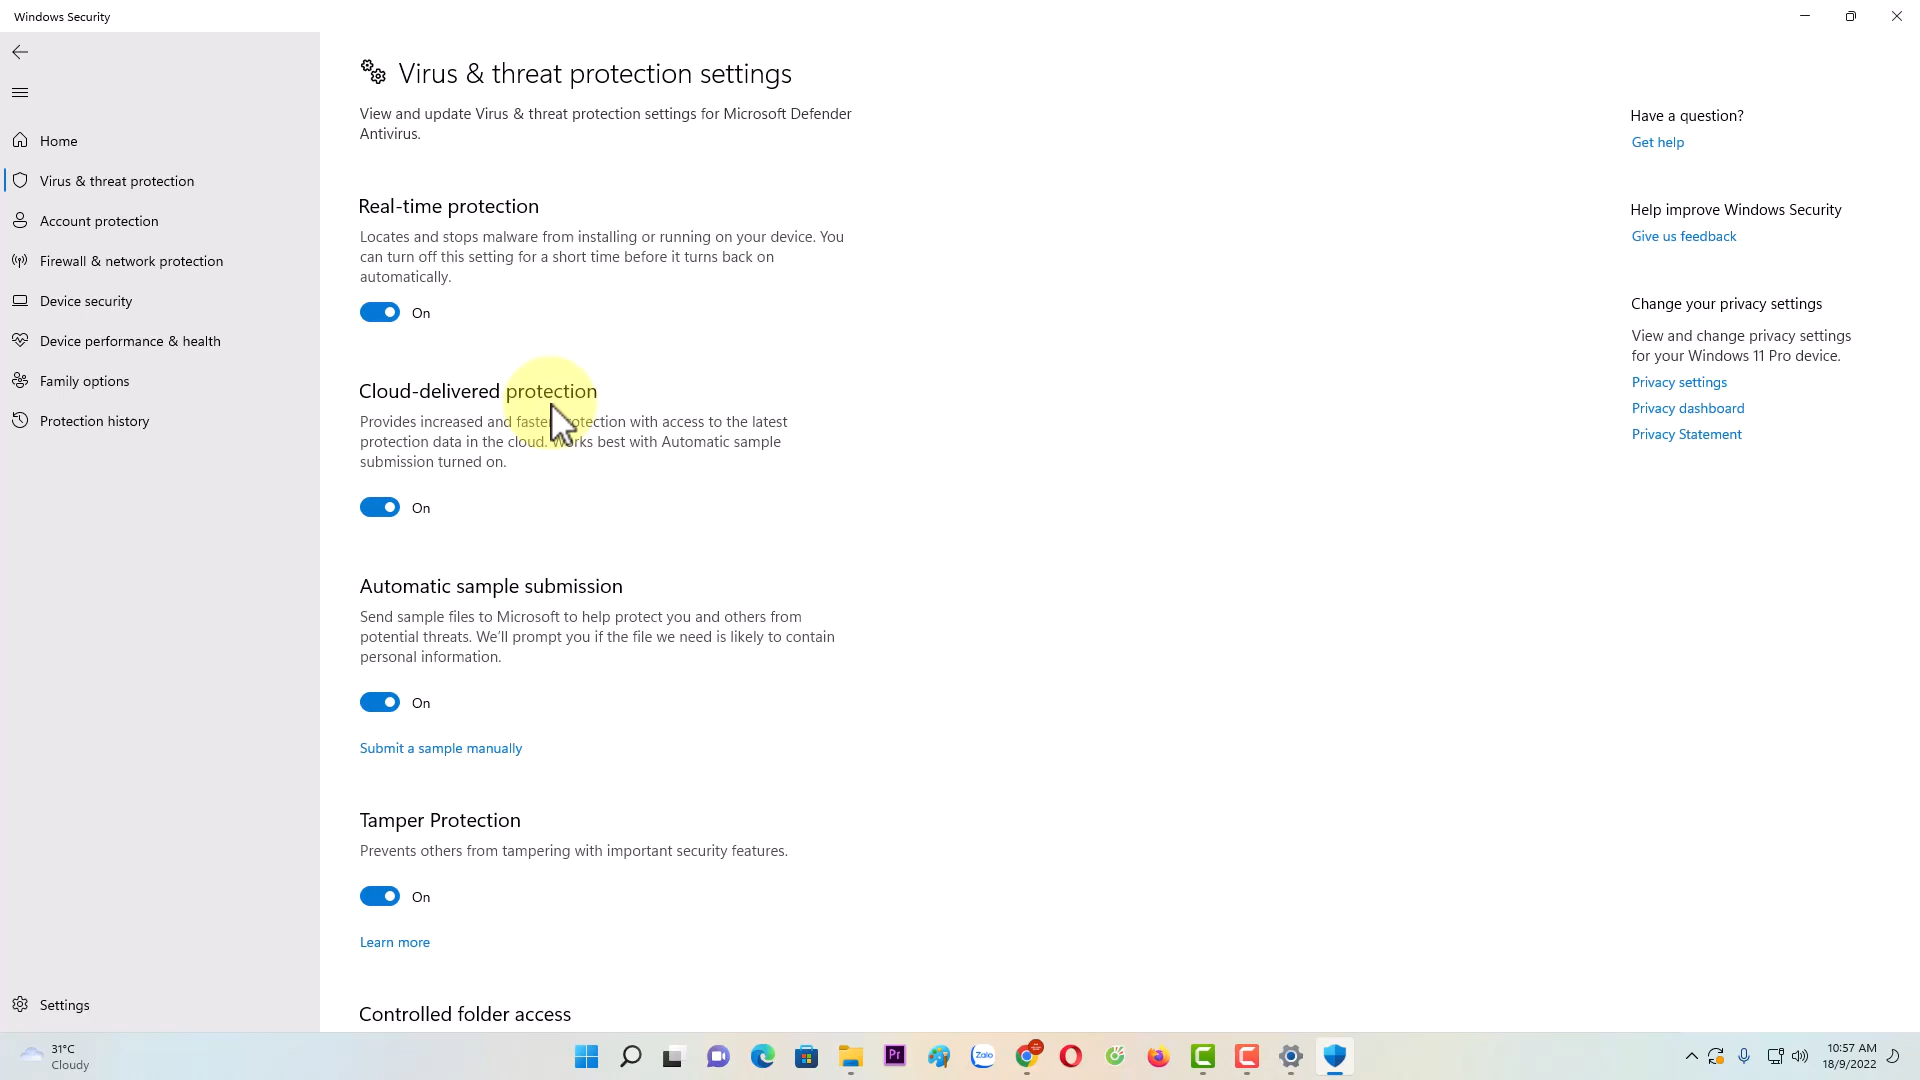 Windows Security
Home
Virus & threat protection
Account protection
Firewall & network protection
Device security
Device performance & health
Family options
Protection history
Settings
Virus & threat protection settings
View and update Virus & threat protection settings for Microsoft Defender
Antivirus.
Real-time protection
Locates and stops malware from installing or running on your device. You
can turn off this setting for a short time before it turns back on
automatically.
On
Cloud-delivered protection
Provides increased and faster protection with access to the latest
protection data in the cloud. Works best with Automatic sample
submission turned on.
On
Automatic sample submission
Send sample files to Microsoft to help protect you and others from
potential threats. We'll prompt you if the file we need is likely to contain
personal information.
On
Submit a sample manually
Tamper Protection
Prevents others from tampering with important security features.
On
Learn more
Controlled folder access
Have a question?
Get help
Help improve Windows Security
Give us feedback
Change your privacy settings
View and change privacy settings
for your Windows 11 Pro device.
Privacy settings
Privacy dashboard
Privacy Statement
31°C
Cloudy
Pr
Zalo
10:57 AM
18/9/2022